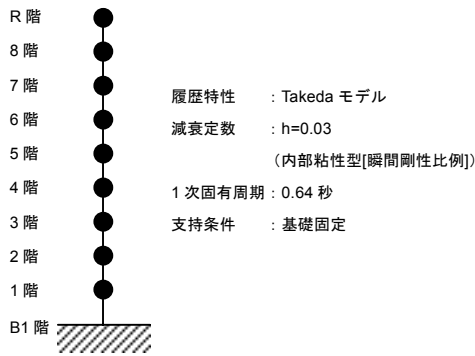 R 階
8 階
7 階
6 階
5 階
4 階
3 階
2 階
1 階
B1 階
履歴特性 : Takeda モデル
減衰定数 : h=0.03
(内部粘性型[瞬間剛性比例])
1 次固有周期 : 0.64 秒
支持条件 : 基礎固定